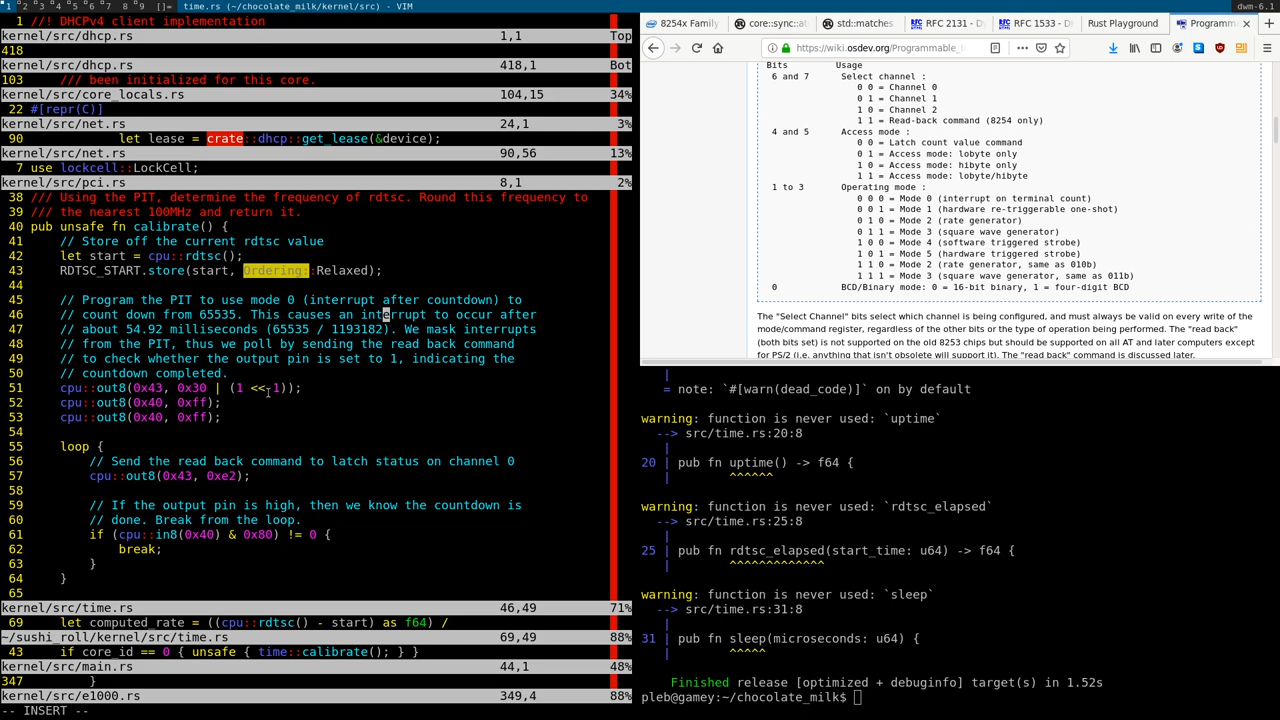 1 2 3 4 5 6 7 8 9 []= time.rs (~/chocolate_milk/kernel/src) - VIM dwm-6.1
1 //! DHCPv4 client implementation
kernel/src/dhcp.rs 1,1 Top
418
kernel/src/dhcp.rs 418,1 Bot
103 /// been initialized for this core.
kernel/src/core_locals.rs 104,15 34%
22 #[repr(C)]
kernel/src/net.rs 24,1 3%
90 let lease = crate::dhcp::get_lease(&device);
kernel/src/net.rs 90,56 13%
7 use lockcell::LockCell;
kernel/src/pci.rs 8,1 2%
38 /// Using the PIT, determine the frequency of rdtsc. Round this frequency to
39 /// the nearest 100MHz and return it.
40 pub unsafe fn calibrate() {
41 // Store off the current rdtsc value
42 let start = cpu::rdtsc();
43 RDTSC_START.store(start, Ordering::Relaxed);
44
45 // Program the PIT to use mode 0 (interrupt after countdown) to
46 // count down from 65535. This causes an interrupt to occur after
47 // about 54.92 milliseconds (65535 / 1193182). We mask interrupts
48 // from the PIT, thus we poll by sending the read back command
49 // to check whether the output pin is set to 1, indicating the
50 // countdown completed.
51 cpu::out8(0x43, 0x30 | (1 << 1));
52 cpu::out8(0x40, 0xff);
53 cpu::out8(0x40, 0xff);
54
55 loop {
56 // Send the read back command to latch status on channel 0
57 cpu::out8(0x43, 0xe2);
58
59 // If the output pin is high, then we know the countdown is
60 // done. Break from the loop.
61 if (cpu::in8(0x40) & 0x80) != 0 {
62 break;
63 }
64 }
65
kernel/src/time.rs 46,49 71%
69 let computed_rate = ((cpu::rdtsc() - start) as f64) /
~/sushi_roll/kernel/src/time.rs 69,49 88%
43 if core_id == 0 { unsafe { time::calibrate(); } }
kernel/src/main.rs 44,1 48%
347 }
kernel/src/e1000.rs 349,4 88%
-- INSERT --
8254x Family core::sync::ato std::matches RFC 2131 - Dy RFC 1533 - Dy Rust Playground Programm
https://wiki.osdev.org/Programmable_I
Bits Usage
6 and 7 Select channel :
0 0 = Channel 0
0 1 = Channel 1
1 0 = Channel 2
1 1 = Read-back command (8254 only)
4 and 5 Access mode :
0 0 = Latch count value command
0 1 = Access mode: lobyte only
1 0 = Access mode: hibyte only
1 1 = Access mode: lobyte/hibyte
1 to 3 Operating mode :
0 0 0 = Mode 0 (interrupt on terminal count)
0 0 1 = Mode 1 (hardware re-triggerable one-shot)
0 1 0 = Mode 2 (rate generator)
0 1 1 = Mode 3 (square wave generator)
1 0 0 = Mode 4 (software triggered strobe)
1 0 1 = Mode 5 (hardware triggered strobe)
1 1 0 = Mode 2 (rate generator, same as 010b)
1 1 1 = Mode 3 (square wave generator, same as 011b)
0 BCD/Binary mode: 0 = 16-bit binary, 1 = four-digit BCD
The "Select Channel" bits select which channel is being configured, and must always be valid on every write of the
mode/command register, regardless of the other bits or the type of operation being performed. The "read back"
(both bits set) is not supported on the old 8253 chips but should be supported on all AT and later computers except
for PS/2 (i.e. anything that isn't obsolete will support it). The "read back" command is discussed later.
|
= note: `#[warn(dead_code)]` on by default
warning: function is never used: `uptime`
--> src/time.rs:20:8
|
20 | pub fn uptime() -> f64 {
| ^^^^^^
warning: function is never used: `rdtsc_elapsed`
--> src/time.rs:25:8
|
25 | pub fn rdtsc_elapsed(start_time: u64) -> f64 {
| ^^^^^^^^^^^^^
warning: function is never used: `sleep`
--> src/time.rs:31:8
|
31 | pub fn sleep(microseconds: u64) {
| ^^^^^
Finished release [optimized + debuginfo] target(s) in 1.52s
pleb@gamey:~/chocolate_milk$